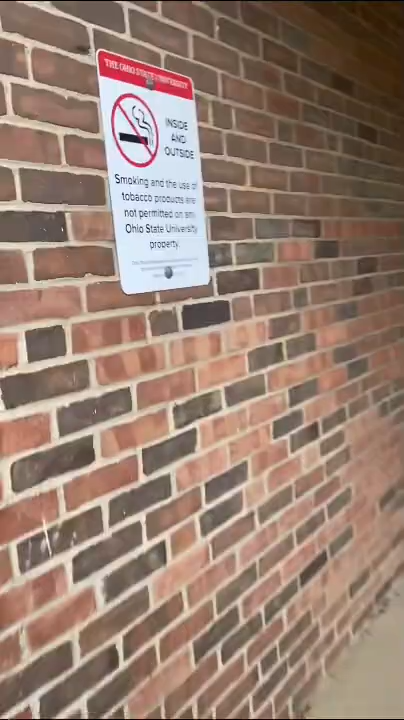 THE OHIO STATE UNIVERSITY
INSIDE
AND
OUTSIDE
Smoking and the use of
tobacco products are
not permitted on any
Ohio State University
property.